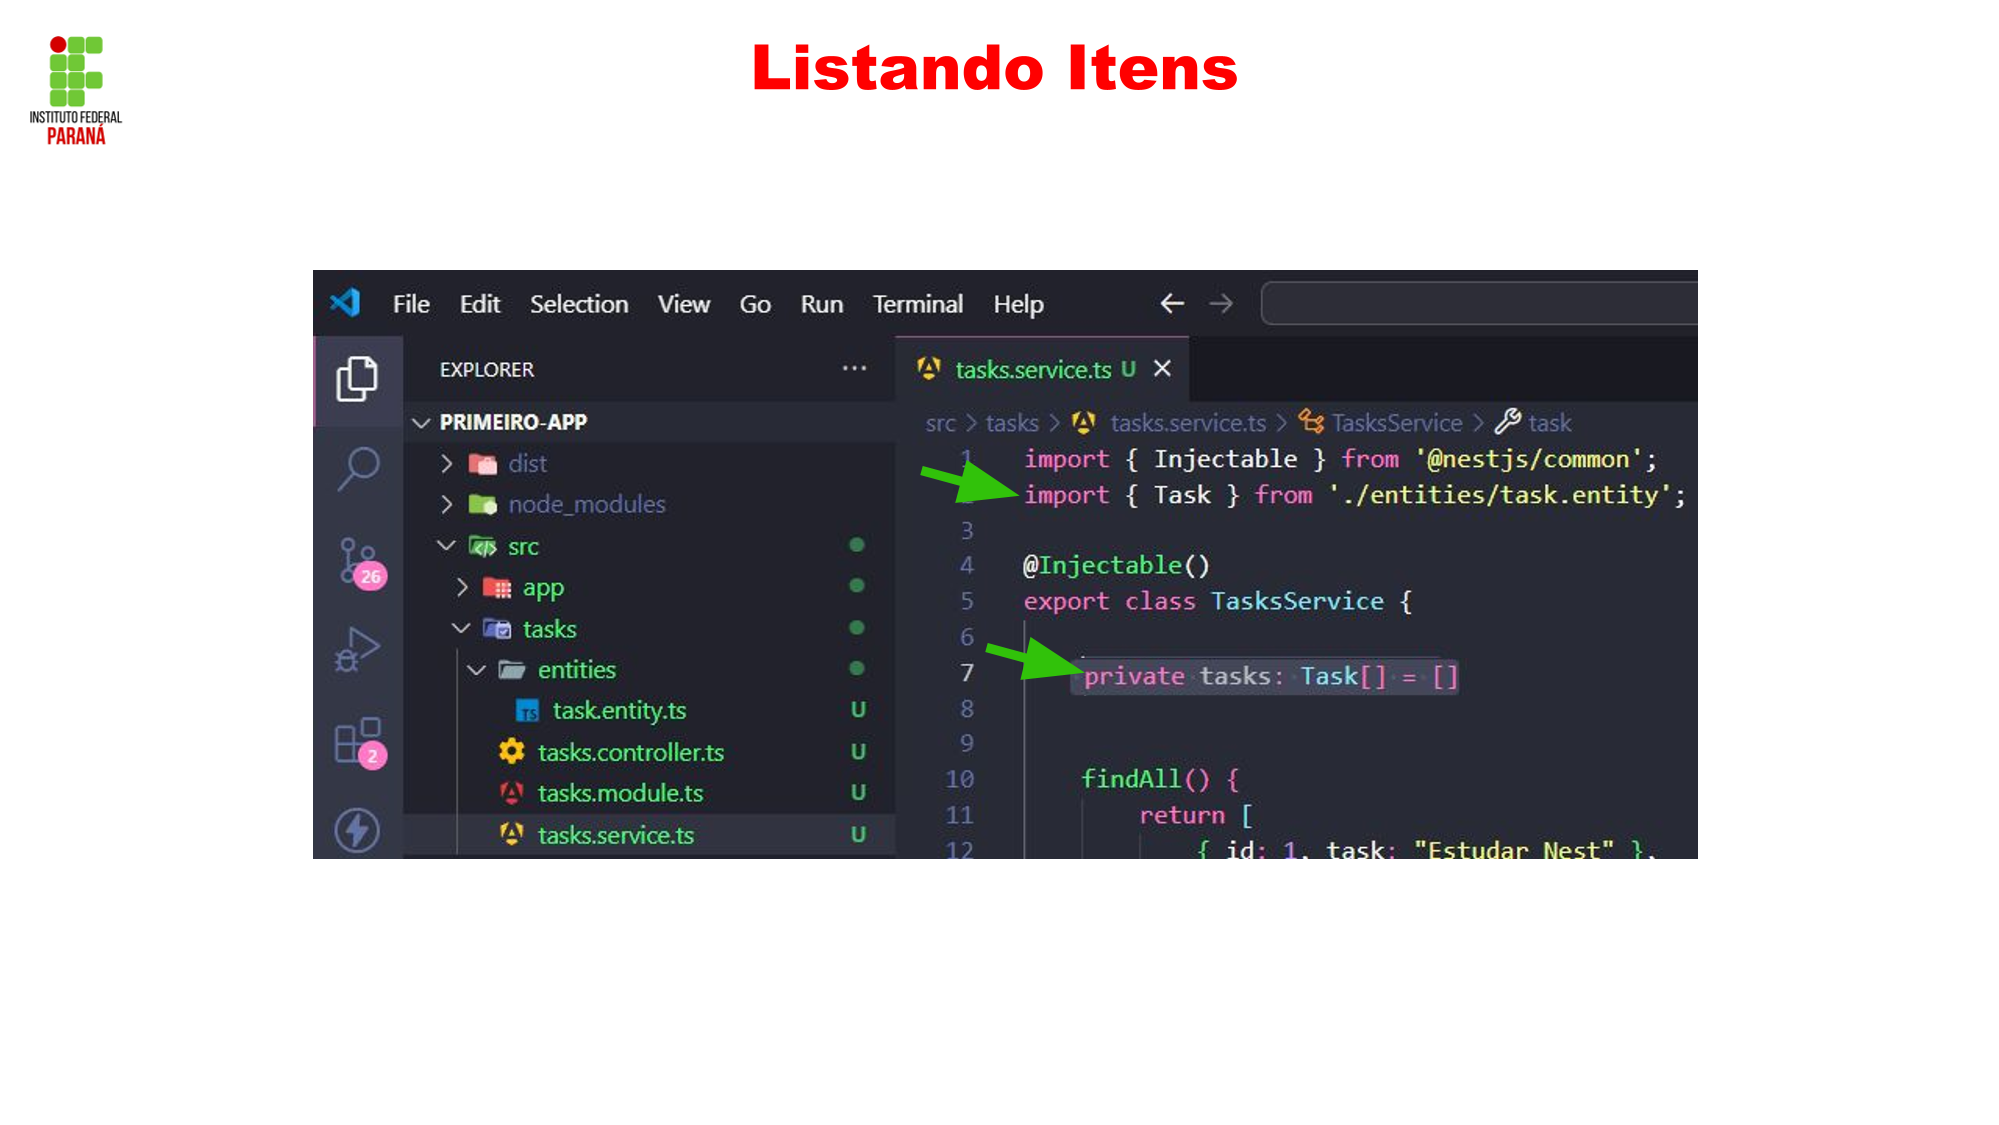 INSTITUTO FEDERAL
PARANÁ
Listando Itens
File Edit Selection View Go Run Terminal Help
EXPLORER
PRIMEIRO-APP
dist
node_modules
src
app
tasks
entities
TS task.entity.ts U
tasks.controller.ts U
tasks.module.ts U
tasks.service.ts U
26
2
tasks.service.ts U
src > tasks > tasks.service.ts > TasksService > task
1 import { Injectable } from '@nestjs/common';
import { Task } from './entities/task.entity';
3
4 @Injectable()
5 export class TasksService {
6
7 private tasks: Task[] = []
8
9
10 findAll() {
11 return [
12 { id: 1, task: "Estudar Nest" },